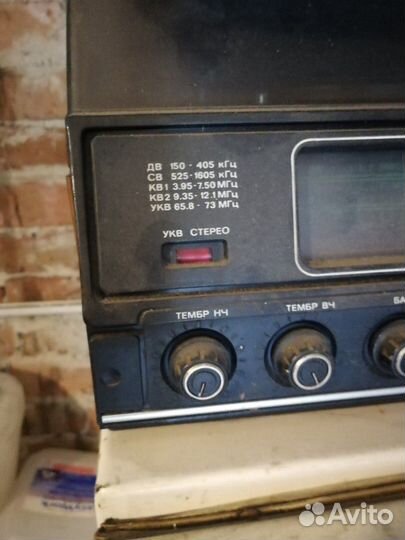 ДВ 150 - 405 кГц
СВ 525-1605 кГц
КВ1 3.95-7.50 МГц
КВ2 9.35-12.1 МГц
УКВ 65.8 - 73 МГц
УКВ СТЕРЕО
ТЕМБР НЧ ТЕМБР ВЧ БА
Avito